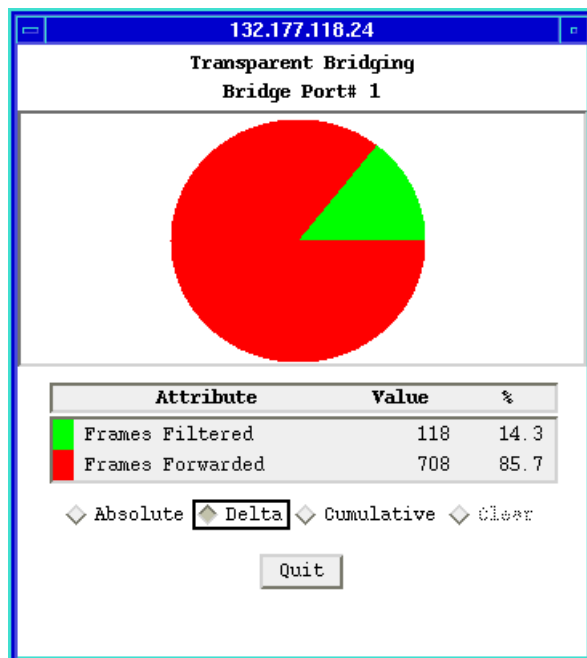 132.177.118.24
Transparent Bridging
Bridge Port# 1
Attribute Value %
Frames Filtered 118 14.3
Frames Forwarded 708 85.7
Absolute Delta Cumulative Clear
Quit